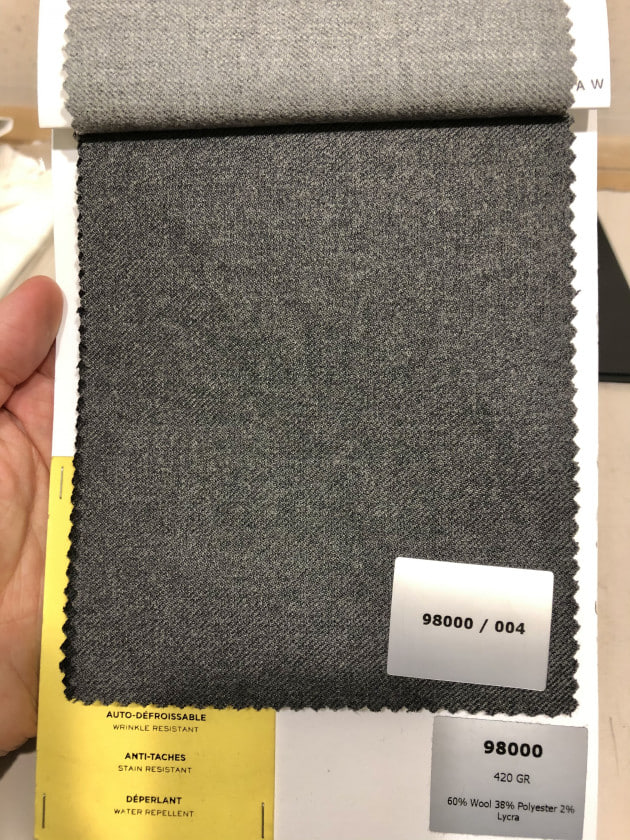 A W
98000 / 004
AUTO-DÉFROISSABLE
WRINKLE RESISTANT
ANTI-TACHES
STAIN RESISTANT
DÉPERLANT
WATER REPELLENT
98000
420 GR
60% Wool 38% Polyester 2%
Lycra